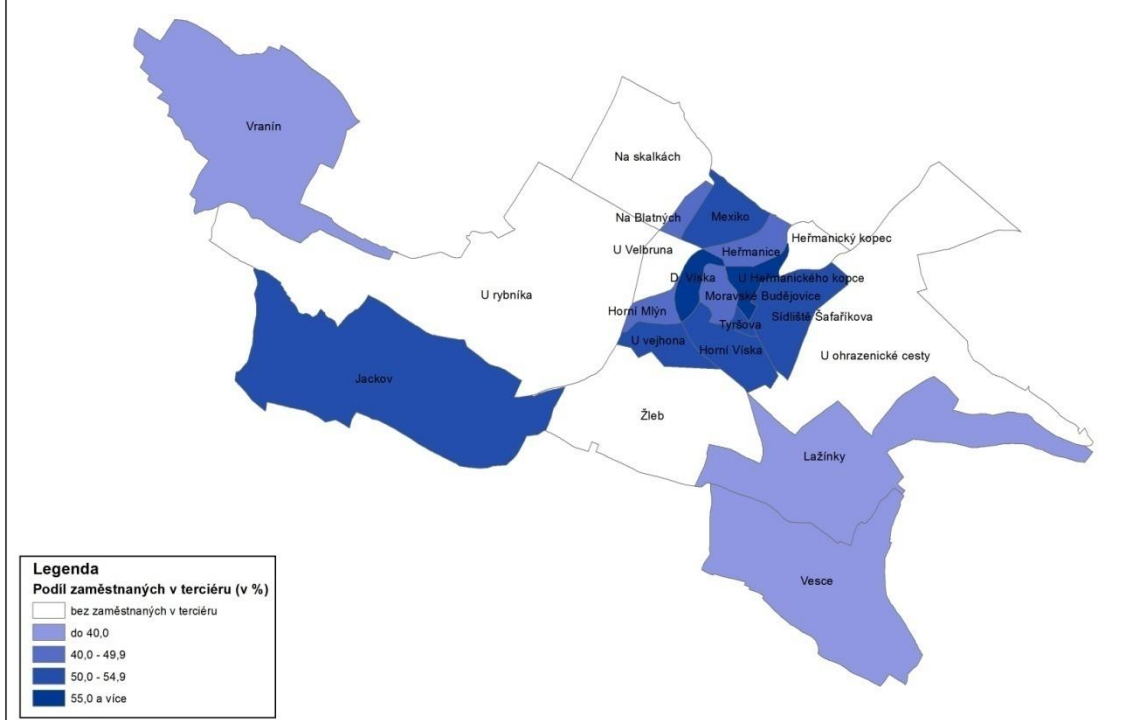 Vranín
Na skalkách
Na Blatných
Mexiko
Heřmanický kopec
U Velbruna
Heřmanice
D. Víska
U Heřmanického kopce
U rybníka
Moravské Budějovice
Horní Mlýn
Sídliště Šafaříkova
Tyršova
U vejhona
Horní Víska
U ohrazenické cesty
Jackov
Žleb
Lažínky
Vesce
Legenda
Podíl zaměstnaných v terciéru (v %)
bez zaměstnaných v terciéru
do 40,0
40,0 - 49,9
50,0 - 54,9
55,0 a více